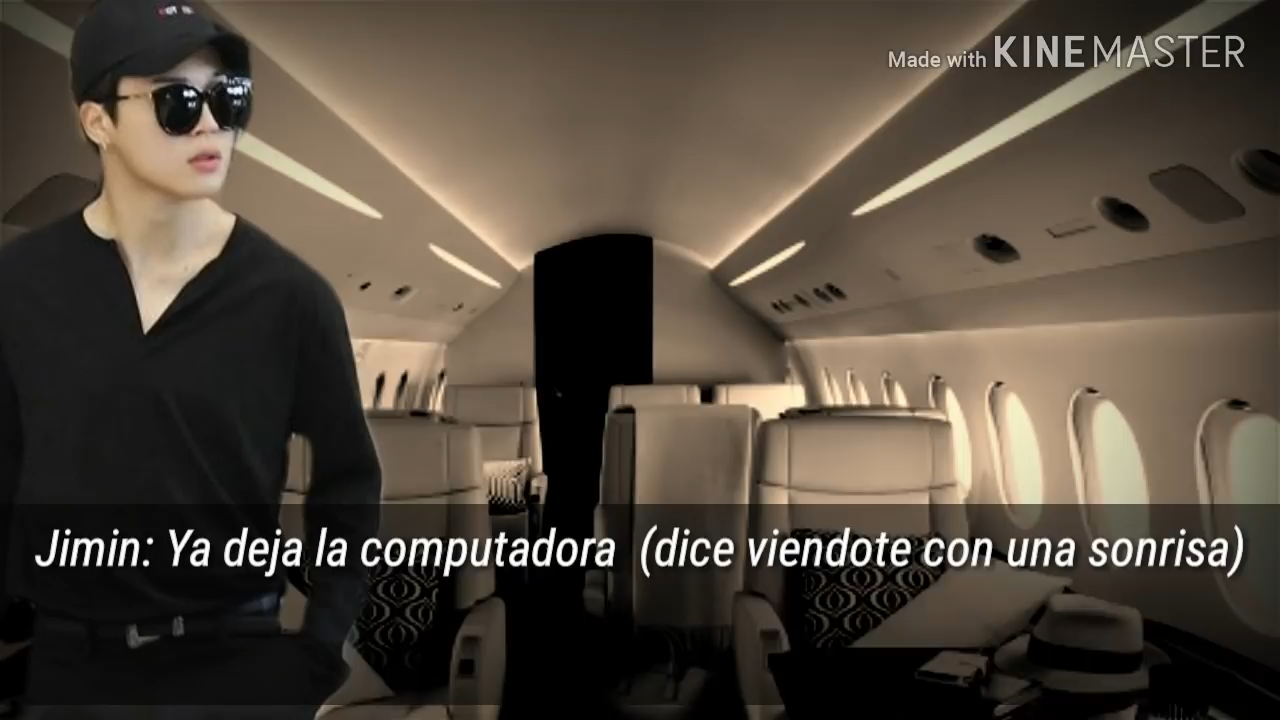 Made with KINEMASTER
Jimin: Ya deja la computadora (dice viendote con una sonrisa)